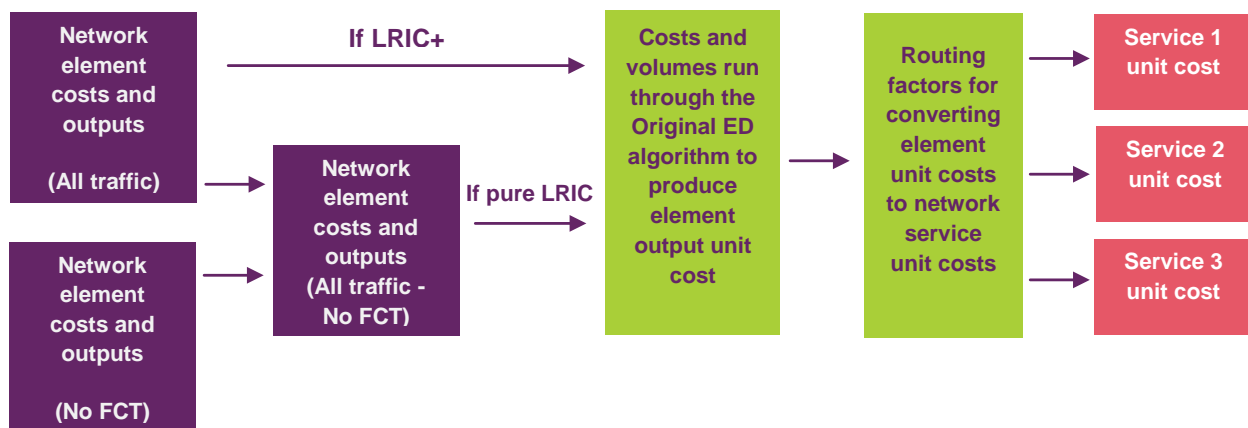 Network
element
costs and
outputs
(All traffic)
If LRIC+
Network
element
costs and
outputs
(No FCT)
Network
element
costs and
outputs
(All traffic -
No FCT)
If pure LRIC
Costs and
volumes run
through the
Original ED
algorithm to
produce
element
output unit
cost
Routing
factors for
converting
element
unit costs
to network
service
unit costs
Service 1
unit cost
Service 2
unit cost
Service 3
unit cost